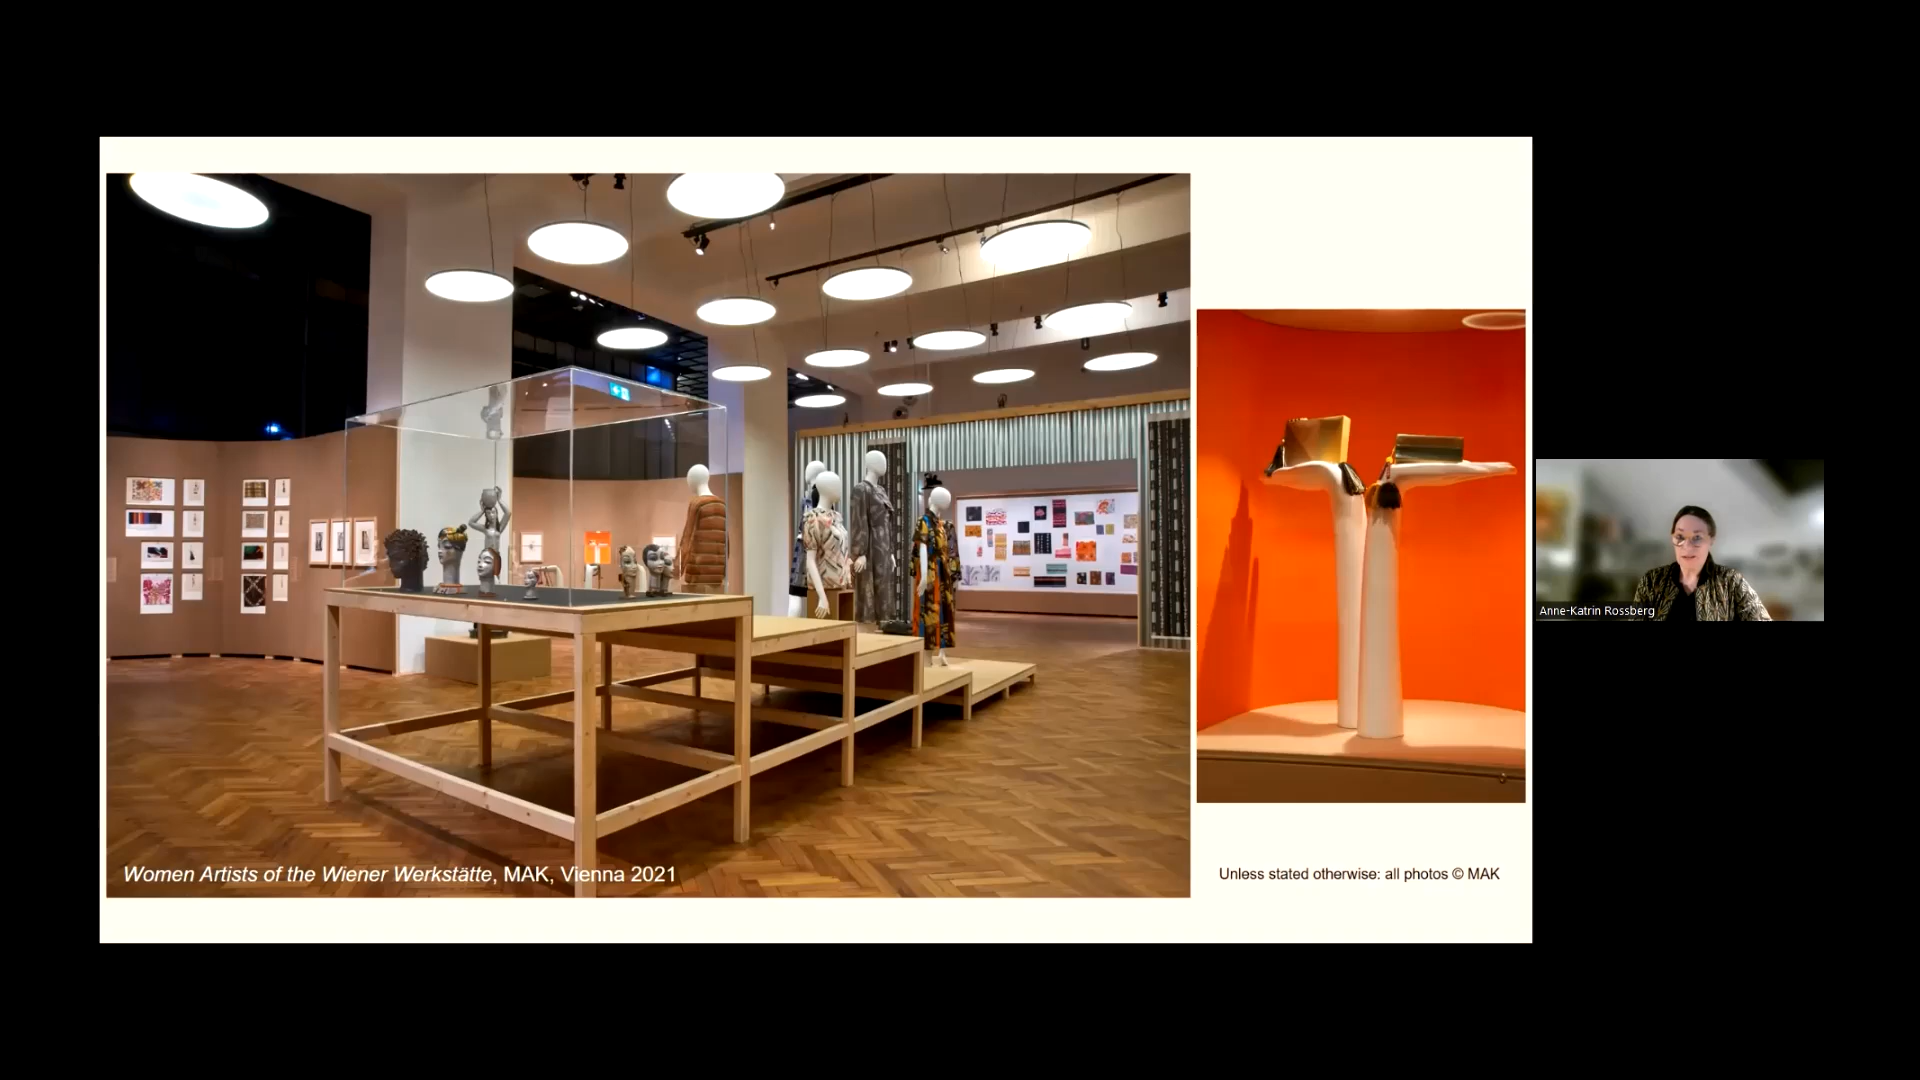 Women Artists of the Wiener Werkstätte, MAK, Vienna 2021
Unless stated otherwise: all photos © MAK
Anne-Katrin Rossberg